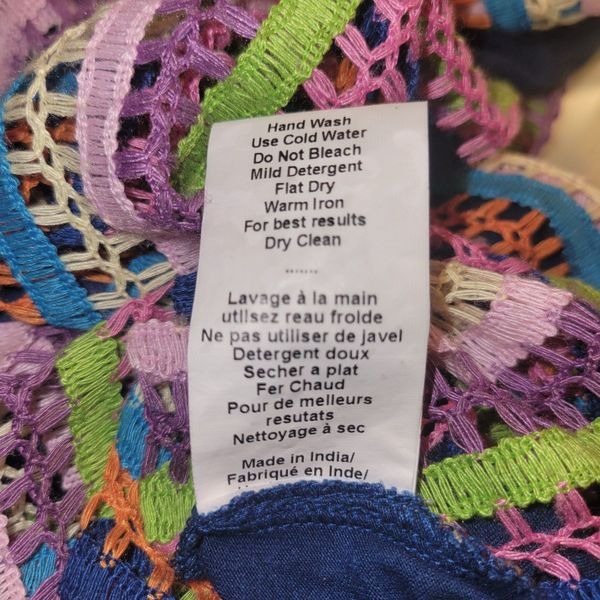 Hand Wash
Use Cold Water
Do Not Bleach
Mild Detergent
Flat Dry
Warm Iron
For best results
Dry Clean
.......
Lavage à la main
utilsez reau froide
Ne pas utiliser de javel
Detergent doux
Secher a plat
Fer Chaud
Pour de melleurs
resutats
Nettoyage à sec
Made in India/
Fabriqué en Inde/